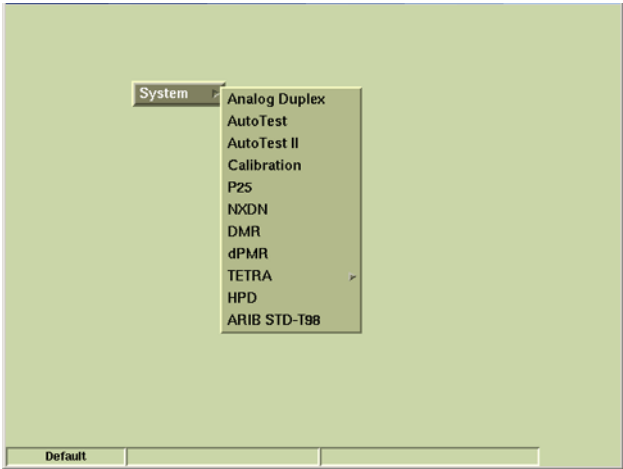 System
Analog Duplex
AutoTest
AutoTest II
Calibration
P25
NXDN
DMR
dPMR
TETRA
HPD
ARIB STD-T98
Default